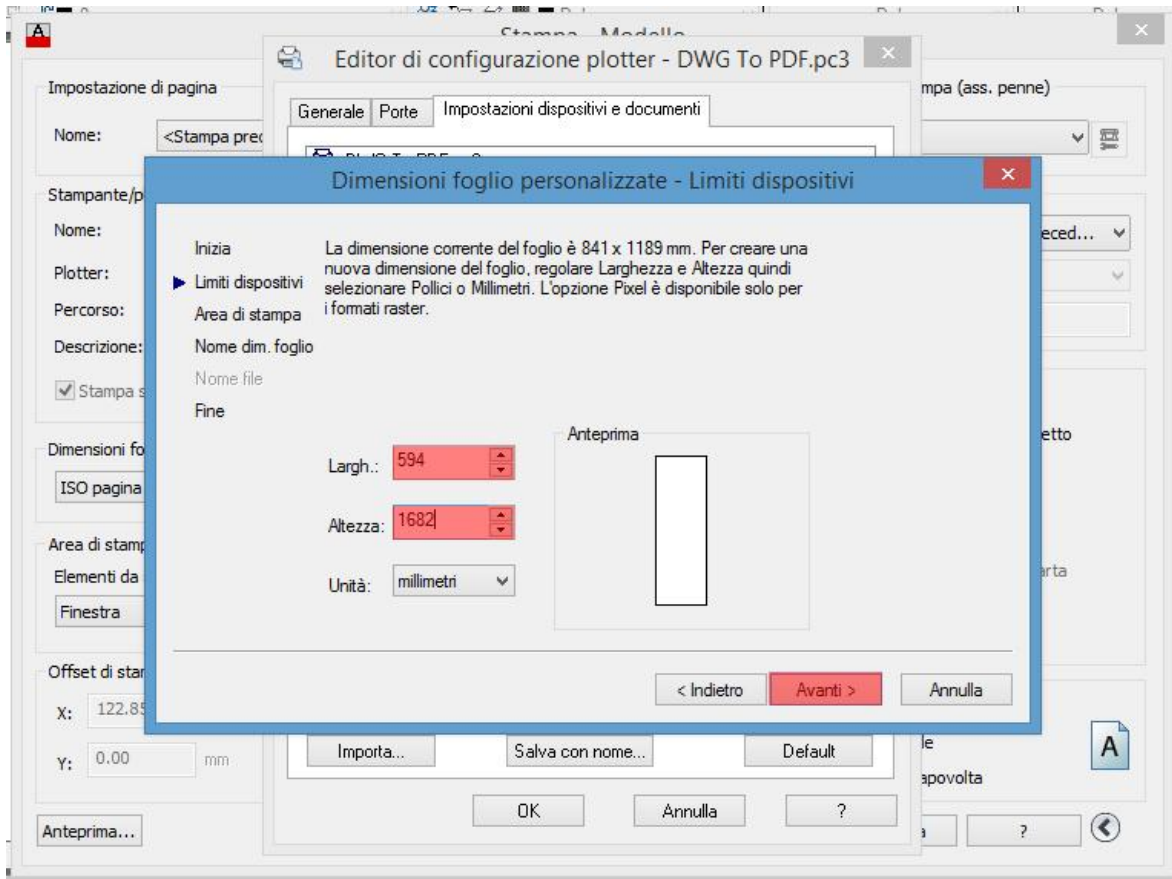 Stampa - Modello
Editor di configurazione plotter - DWG To PDF.pc3
Impostazione di pagina
mpa (ass. penne)
Generale Porte Impostazioni dispositivi e documenti
Nome: <Stampa prec
DWG To PDF.pc3
Dimensioni foglio personalizzate - Limiti dispositivi
Stampante/p
Nome:
eced...
Plotter:
Percorso:
Descrizione:
Stampa s
Inizia
Limiti dispositivi
Area di stampa
Nome dim. foglio
Nome file
Fine
La dimensione corrente del foglio è 841 x 1189 mm. Per creare una
nuova dimensione del foglio, regolare Larghezza e Altezza quindi
selezionare Pollici o Millimetri. L'opzione Pixel è disponibile solo per
i formati raster.
Dimensioni fo
ISO pagina
etto
Largh.: 594
Altezza: 1682
Unità: millimetri
Anteprima
Area di stamp
Elementi da
Finestra
arta
Offset di star
X: 122.85
Y: 0.00 mm
< Indietro Avanti > Annulla
Importa... Salva con nome... Default
le
A
apovolta
OK Annulla ?
Anteprima...
?